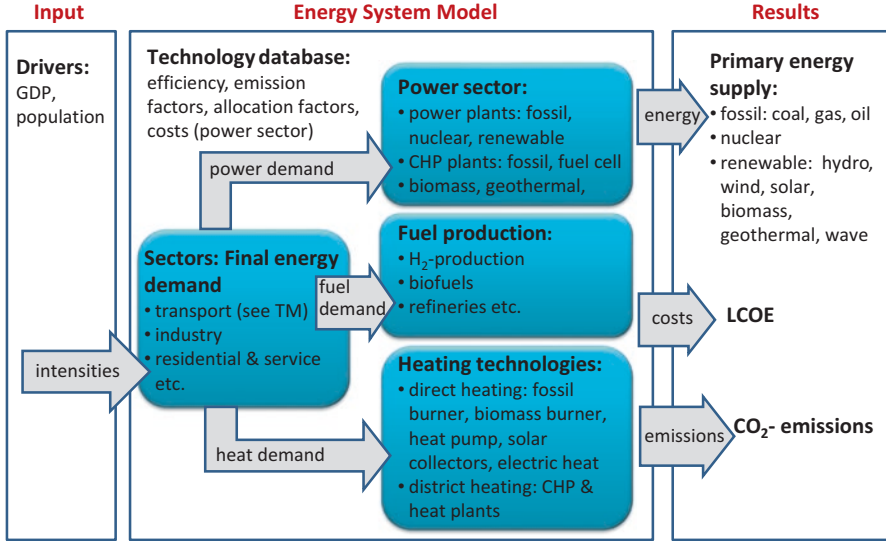 Input
Energy System Model
Results
Drivers:
GDP,
population
intensities
Technology database:
efficiency, emission
factors, allocation factors,
costs (power sector)
power demand
Sectors: Final energy
demand
• transport (see TM)
• industry
• residential & service
etc.
fuel
demand
heat demand
Power sector:
• power plants: fossil,
nuclear, renewable
• CHP plants: fossil, fuel cell
• biomass, geothermal,
Fuel production:
• H₂-production
• biofuels
• refineries etc.
Heating technologies:
• direct heating: fossil
burner, biomass burner,
heat pump, solar
collectors, electric heat
• district heating: CHP &
heat plants
energy
costs
emissions
Primary energy
supply:
• fossil: coal, gas, oil
• nuclear
• renewable: hydro,
wind, solar,
biomass,
geothermal, wave
LCOE
CO₂- emissions